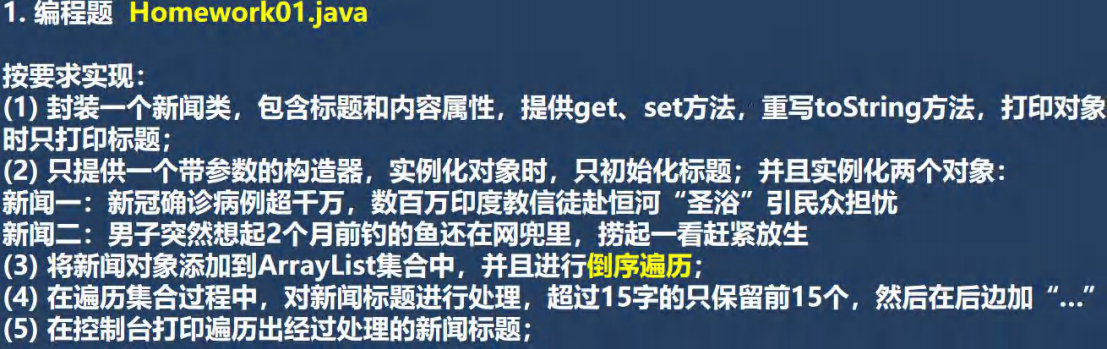 1. 编程题  Homework01.java
按要求实现：
(1) 封装一个新闻类，包含标题和内容属性，提供get、set方法，重写toString方法，打印对象
时只打印标题；
(2) 只提供一个带参数的构造器，实例化对象时，只初始化标题；并且实例化两个对象：
新闻一：新冠确诊病例超千万，数百万印度教信徒赴恒河“圣浴”引民众担忧
新闻二：男子突然想起2个月前钓的鱼还在网兜里，捞起一看赶紧放生
(3) 将新闻对象添加到ArrayList集合中，并且进行倒序遍历；
(4) 在遍历集合过程中，对新闻标题进行处理，超过15字的只保留前15个，然后在后边加“…”
(5) 在控制台打印遍历出经过处理的新闻标题；